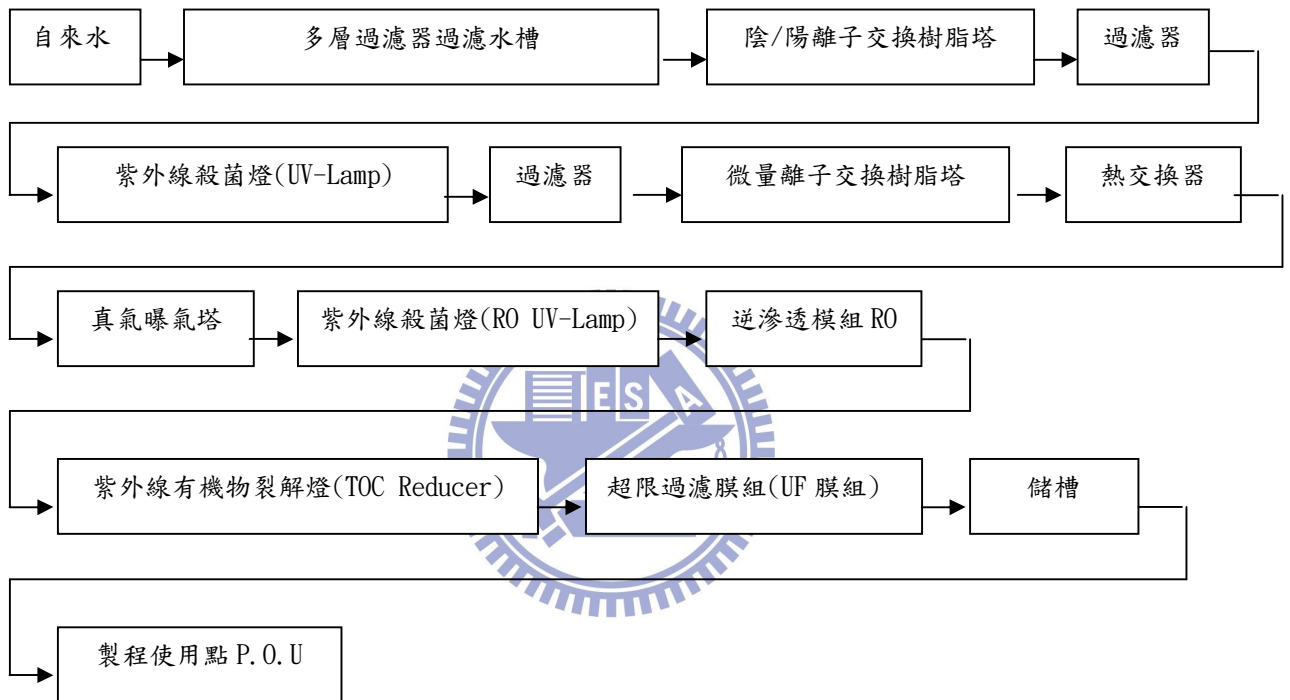 自來水
多層過濾器過濾水槽
陰/陽離子交換樹脂塔
過濾器
紫外線殺菌燈(UV-Lamp)
過濾器
微量離子交換樹脂塔
熱交換器
真氣曝氣塔
紫外線殺菌燈(RO UV-Lamp)
逆滲透模組 RO
ESA
紫外線有機物裂解燈(TOC Reducer)
超限過濾膜組(UF 膜組)
儲槽
製程使用點 P.O.U